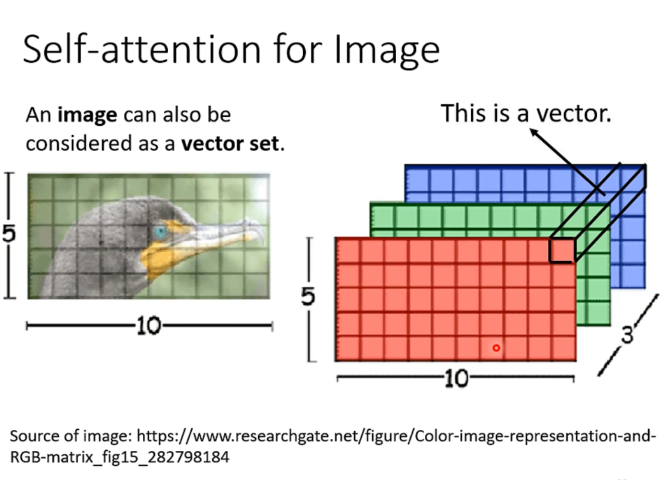 Self-attention for Image
An image can also be
considered as a vector set.
This is a vector.
5
10
5
10
3
Source of image: https://www.researchgate.net/figure/Color-image-representation-and-
RGB-matrix_fig15_282798184